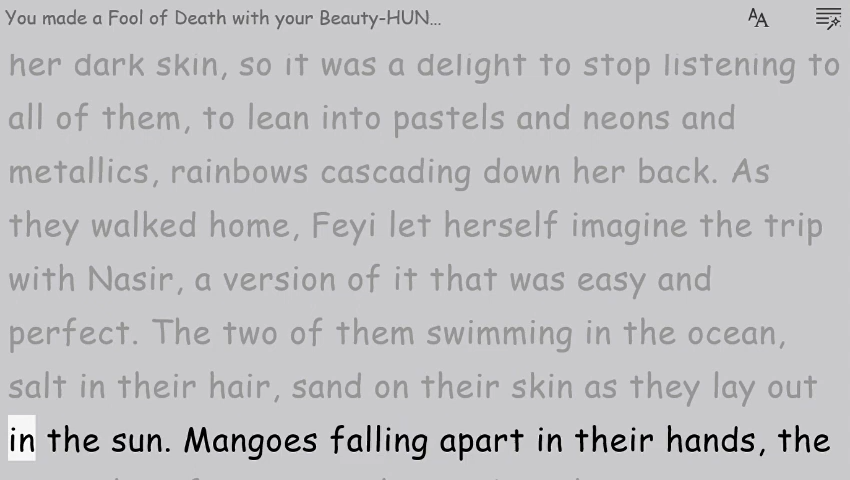 You made a Fool of Death with your Beauty-HUN...
her dark skin, so it was a delight to stop listening to
all of them, to lean into pastels and neons and
metallics, rainbows cascading down her back. As
they walked home, Feyi let herself imagine the trip
with Nasir, a version of it that was easy and
perfect. The two of them swimming in the ocean,
salt in their hair, sand on their skin as they lay out
in the sun. Mangoes falling apart in their hands, the